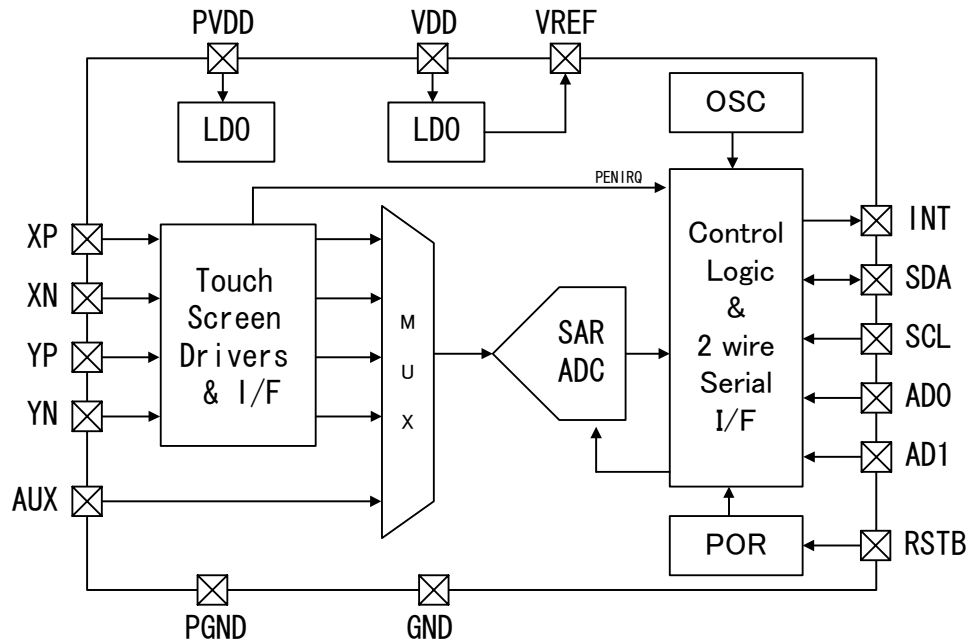 PVDD
VDD
VREF
LDO
LDO
OSC
PENIRQ
XP
XN
YP
YN
AUX
Touch
Screen
Drivers
& I/F
M
U
X
SAR
ADC
Control
Logic
&
2 wire
Serial
I/F
INT
SDA
SCL
AD0
AD1
POR
RSTB
PGND
GND